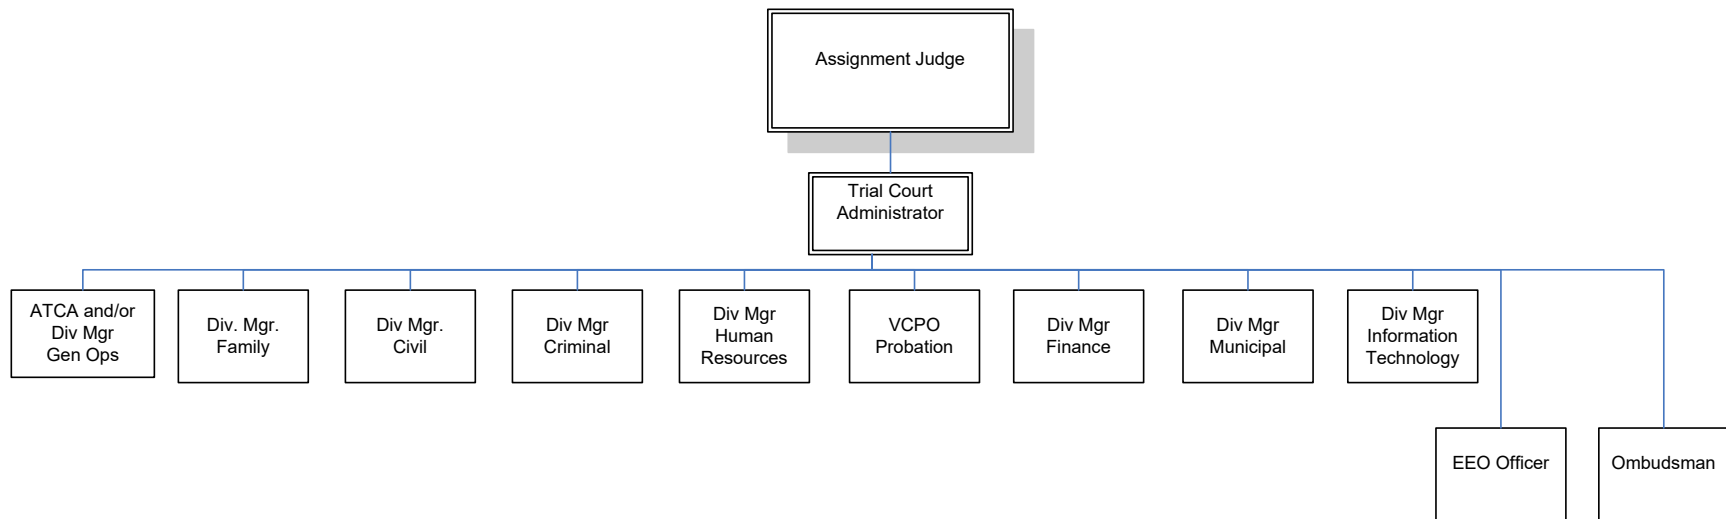 Assignment Judge
Trial Court
Administrator
ATCA and/or
Div Mgr
Gen Ops
Div. Mgr.
Family
Div Mgr.
Civil
Div Mgr
Criminal
Div Mgr
Human
Resources
VCPO
Probation
Div Mgr
Finance
Div Mgr
Municipal
Div Mgr
Information
Technology
EEO Officer
Ombudsman